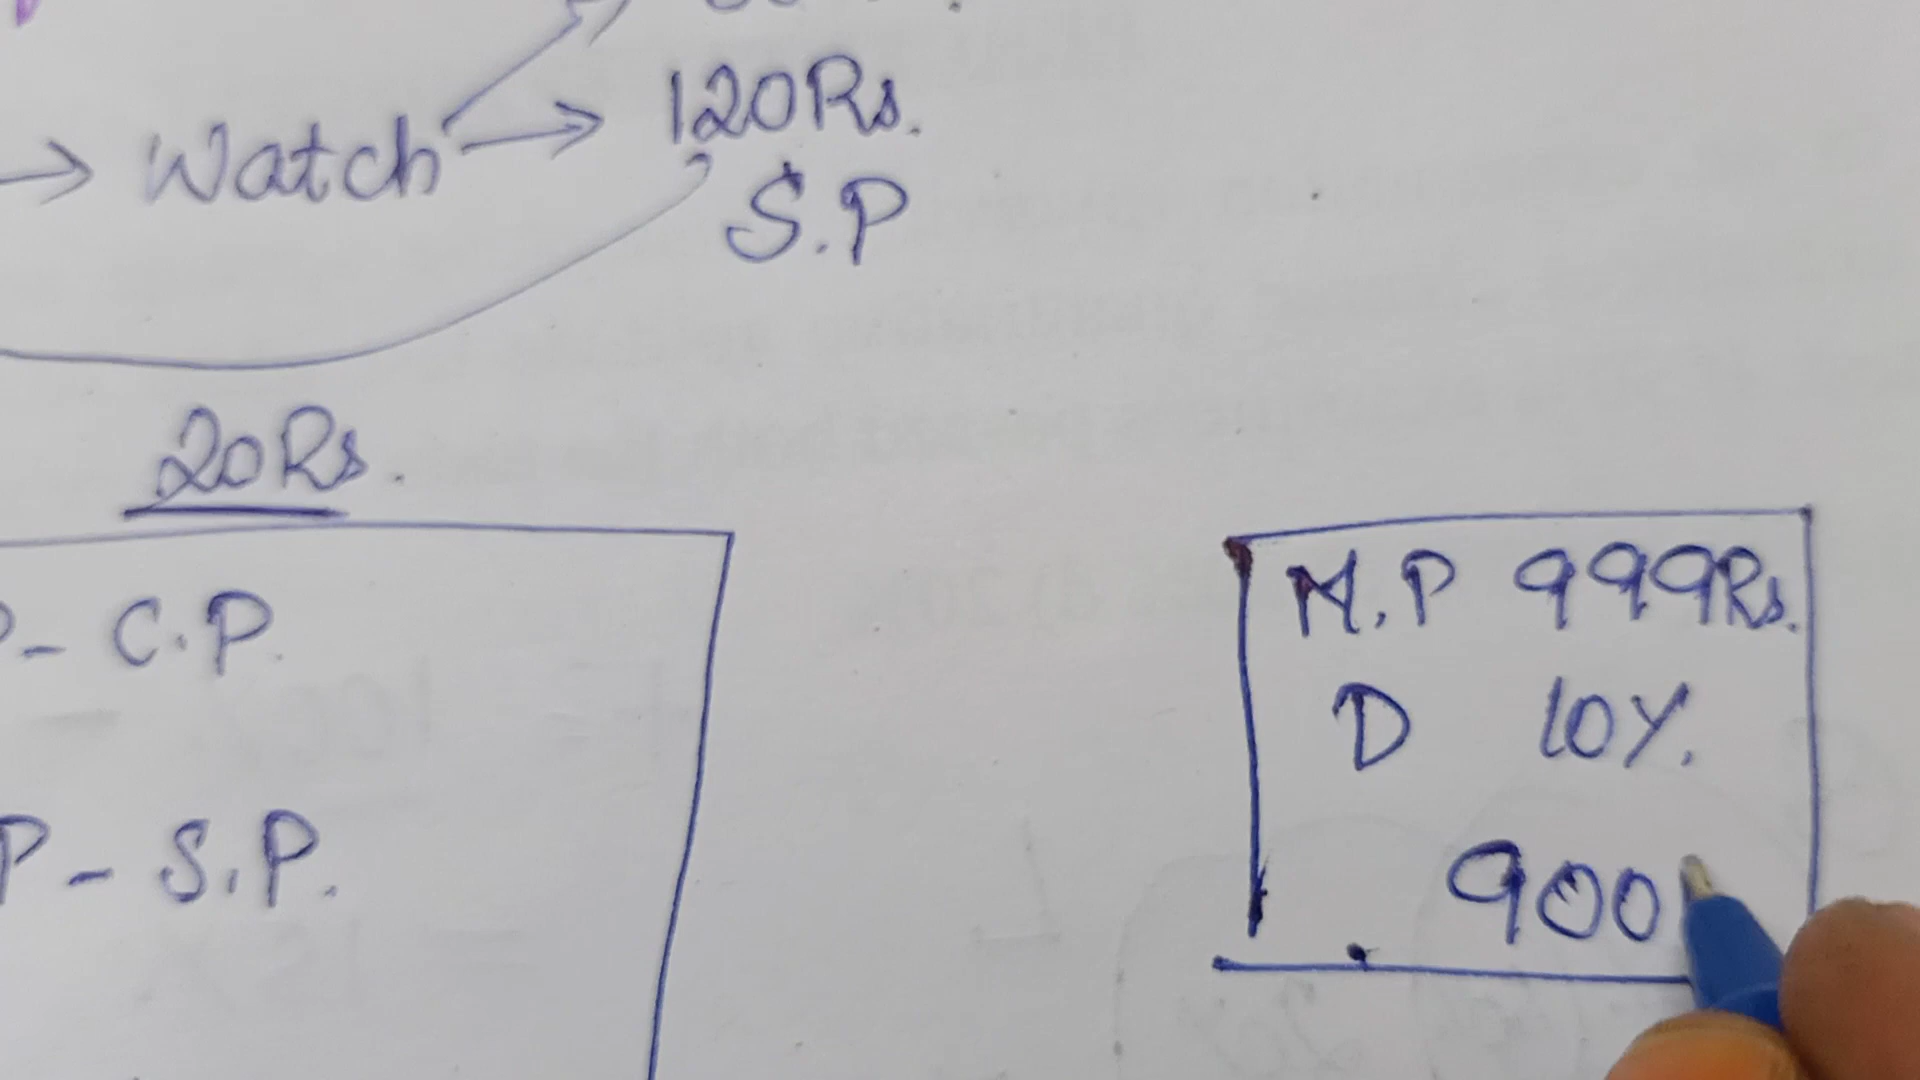 Watch
120Rs.
S.P
20Rs.
- C.P.
P - S.P.
M.P 999Rs.
D 10%.
900